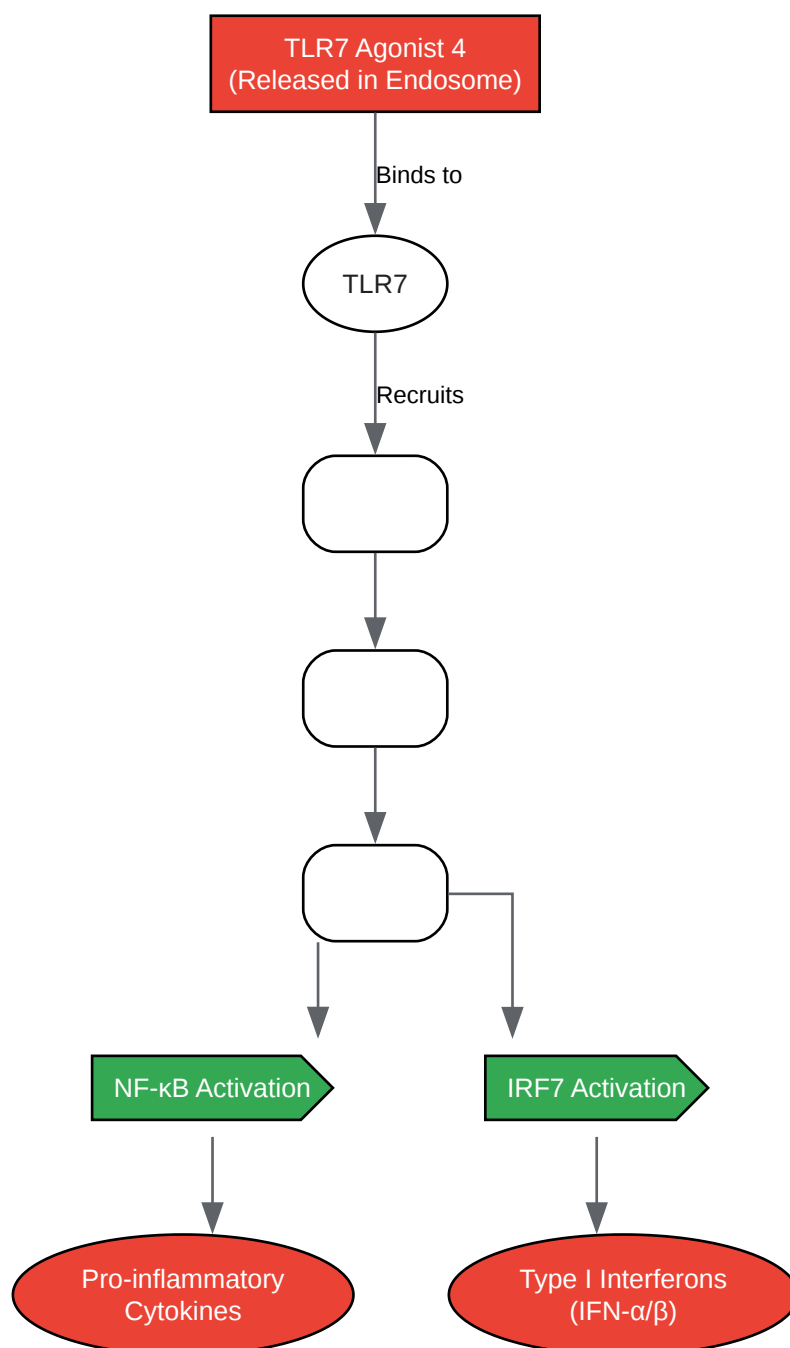 TLR7 Agonist 4
(Released in Endosome)
Binds to
TLR7
Recruits
NF-κB Activation
IRF7 Activation
Pro-inflammatory
Cytokines
Type I Interferons
(IFN-α/β)